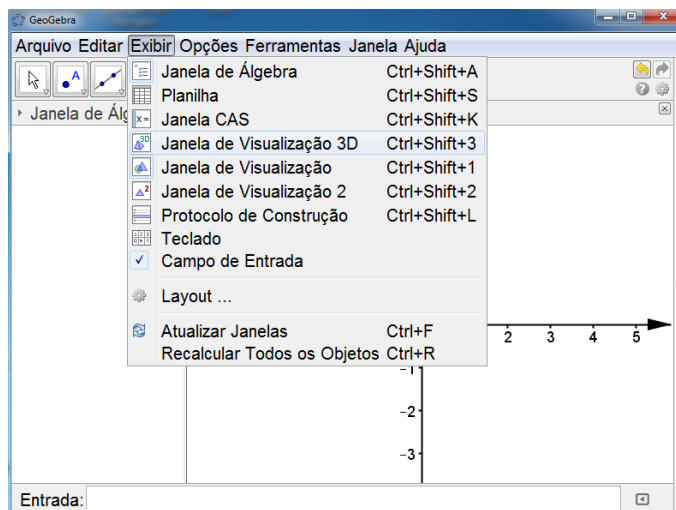 GeoGebra
Arquivo Editar Exibir Opções Ferramentas Janela Ajuda
A
Janela de Álg
Janela de Álgebra Ctrl+Shift+A
Planilha Ctrl+Shift+S
Janela CAS Ctrl+Shift+K
Janela de Visualização 3D Ctrl+Shift+3
Janela de Visualização Ctrl+Shift+1
Janela de Visualização 2 Ctrl+Shift+2
Protocolo de Construção Ctrl+Shift+L
Teclado
Campo de Entrada
Layout ...
Atualizar Janelas Ctrl+F
Recalcular Todos os Objetos Ctrl+R
2 3 4 5
-1
-2
-3
Entrada: